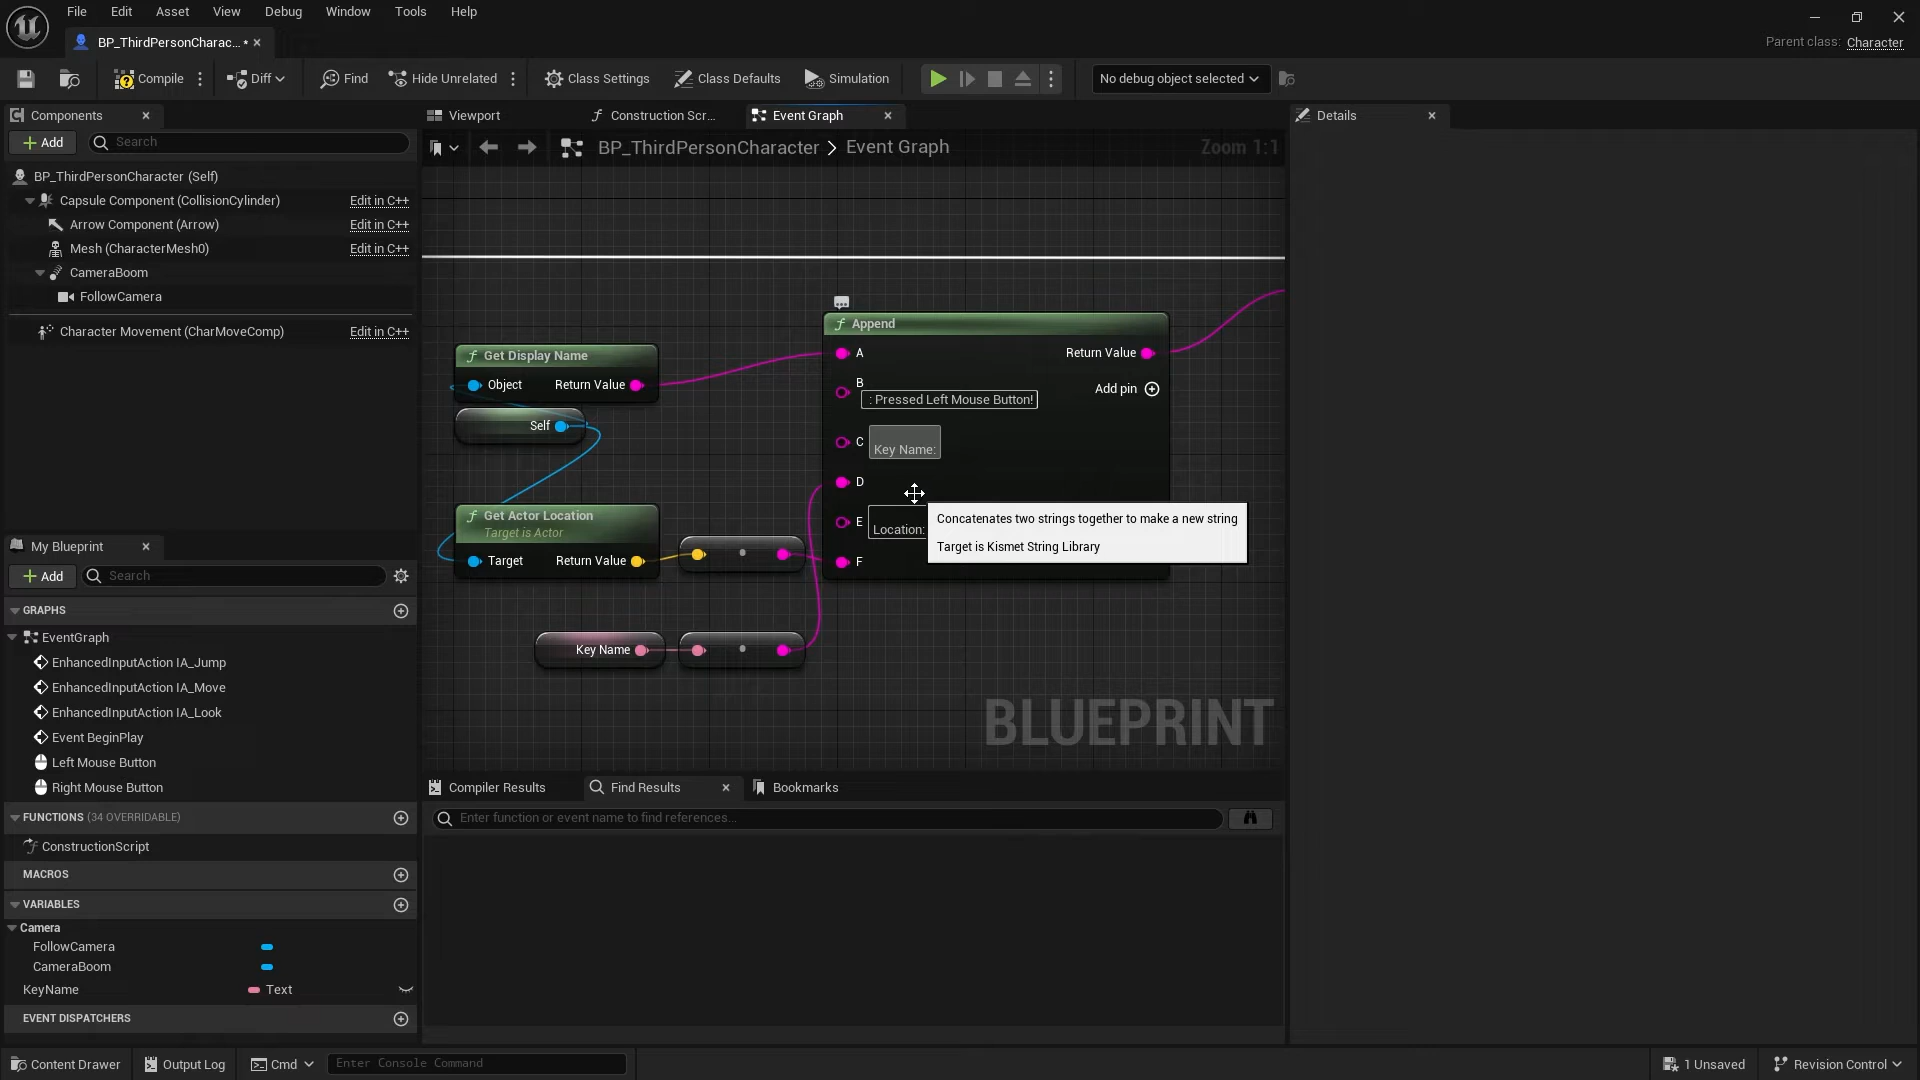 File Edit Asset View Debug Window Tools Help
BP_ThirdPersonCharac... •
Parent class: Character
Compile
Diff
Find
Hide Unrelated
Class Settings
Class Defaults
Simulation
No debug object selected
Components
Viewport
Construction Scr...
Event Graph
Details
Add
Search
BP_ThirdPersonCharacter > Event Graph
Zoom 1:1
BP_ThirdPersonCharacter (Self)
Capsule Component (CollisionCylinder) Edit in C++
Arrow Component (Arrow) Edit in C++
Mesh (CharacterMesh0) Edit in C++
CameraBoom
FollowCamera
Character Movement (CharMoveComp) Edit in C++
Append
A Return Value
B
: Pressed Left Mouse Button!
Add pin
C
Key Name:
D
E
Location:
F
Get Display Name
Object Return Value
Self
Get Actor Location
Target is Actor
Target Return Value
Key Name
Concatenates two strings together to make a new string
Target is Kismet String Library
BLUEPRINT
My Blueprint
Add
Search
GRAPHS
EventGraph
EnhancedInputAction IA_Jump
EnhancedInputAction IA_Move
EnhancedInputAction IA_Look
Event BeginPlay
Left Mouse Button
Right Mouse Button
FUNCTIONS (34 OVERRIDABLE)
ConstructionScript
MACROS
VARIABLES
Camera
FollowCamera
CameraBoom
KeyName Text
EVENT DISPATCHERS
Compiler Results
Find Results
Bookmarks
Enter function or event name to find references...
Content Drawer
Output Log
Cmd
Enter Console Command
1 Unsaved
Revision Control